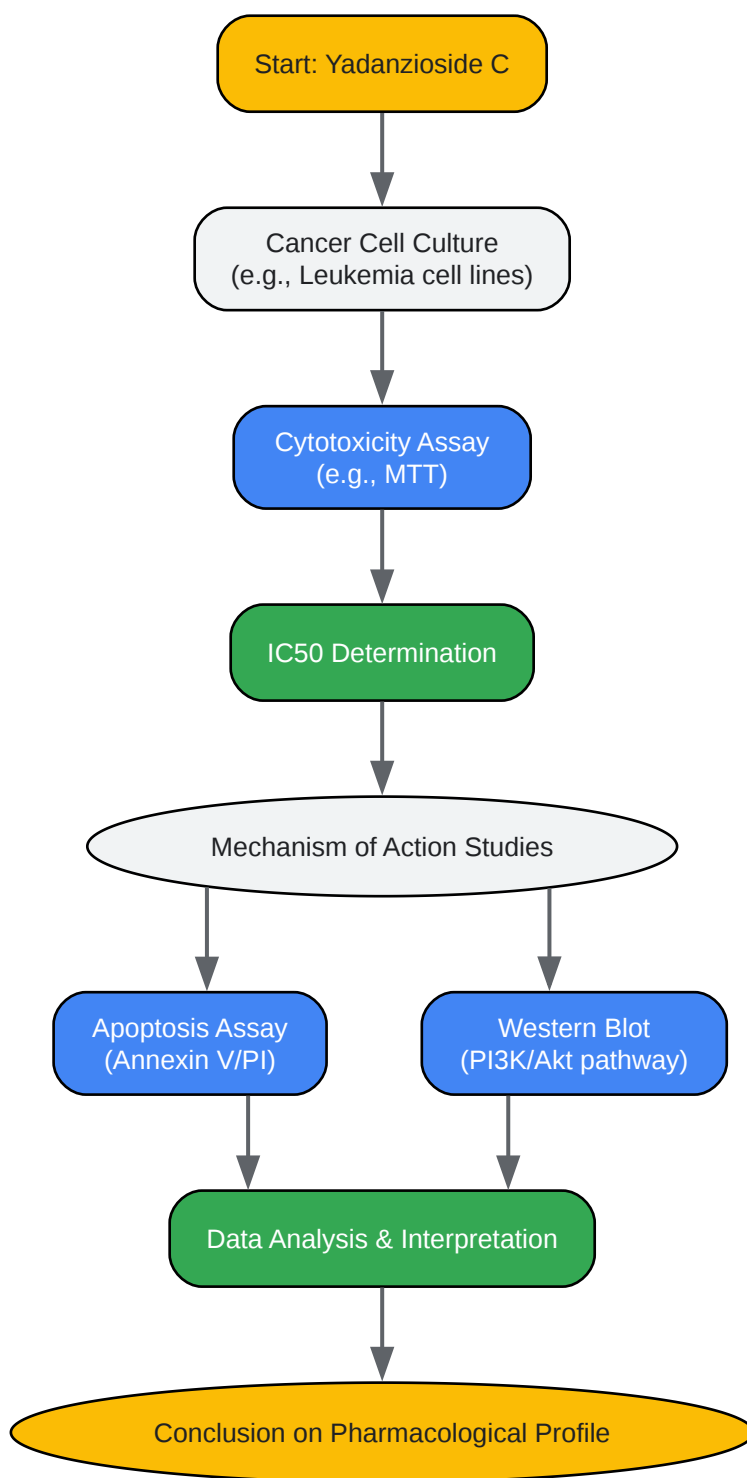 Start: Yadanzioside C
Cancer Cell Culture
(e.g., Leukemia cell lines)
Cytotoxicity Assay
(e.g., MTT)
IC50 Determination
Mechanism of Action Studies
Apoptosis Assay
(Annexin V/PI)
Western Blot
(PI3K/Akt pathway)
Data Analysis & Interpretation
Conclusion on Pharmacological Profile